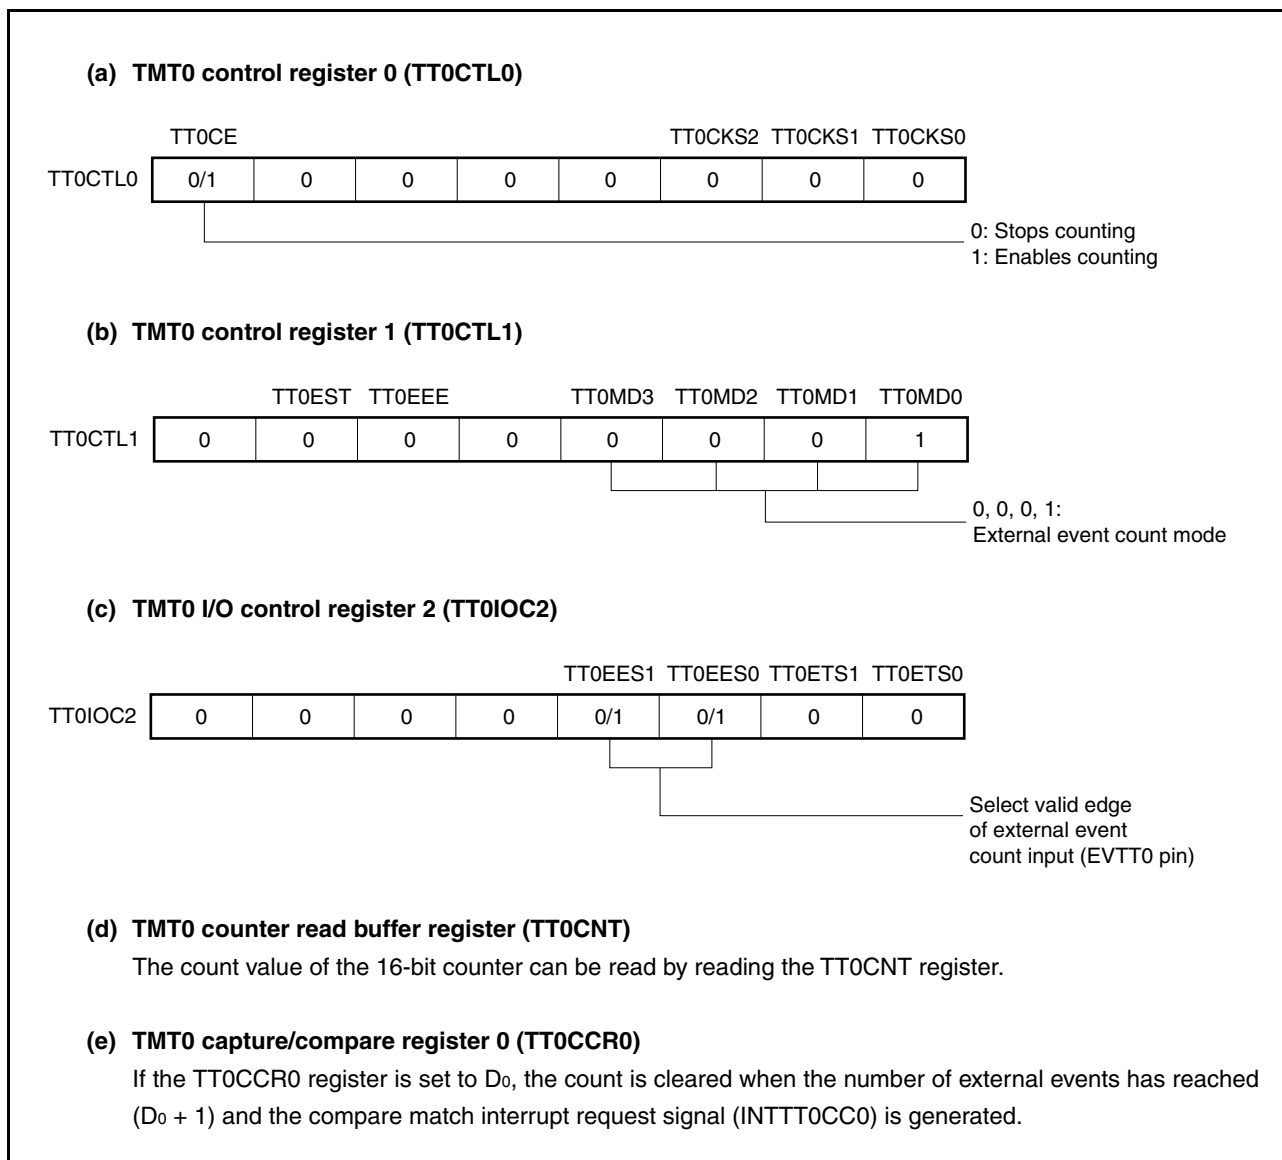 (a) TMT0 control register 0 (TT0CTL0)
TT0CE TT0CKS2 TT0CKS1 TT0CKS0
TT0CTL0 0/1 0 0 0 0 0 0 0
0: Stops counting
1: Enables counting
(b) TMT0 control register 1 (TT0CTL1)
TT0EST TT0EEE TT0MD3 TT0MD2 TT0MD1 TT0MD0
TT0CTL1 0 0 0 0 0 0 0 1
0, 0, 0, 1:
External event count mode
(c) TMT0 I/O control register 2 (TT0IOC2)
TT0EES1 TT0EES0 TT0ETS1 TT0ETS0
TT0IOC2 0 0 0 0 0/1 0/1 0 0
Select valid edge
of external event
count input (EVTT0 pin)
(d) TMT0 counter read buffer register (TT0CNT)
The count value of the 16-bit counter can be read by reading the TT0CNT register.
(e) TMT0 capture/compare register 0 (TT0CCR0)
If the TT0CCR0 register is set to D0, the count is cleared when the number of external events has reached
(D0 + 1) and the compare match interrupt request signal (INTTT0CC0) is generated.